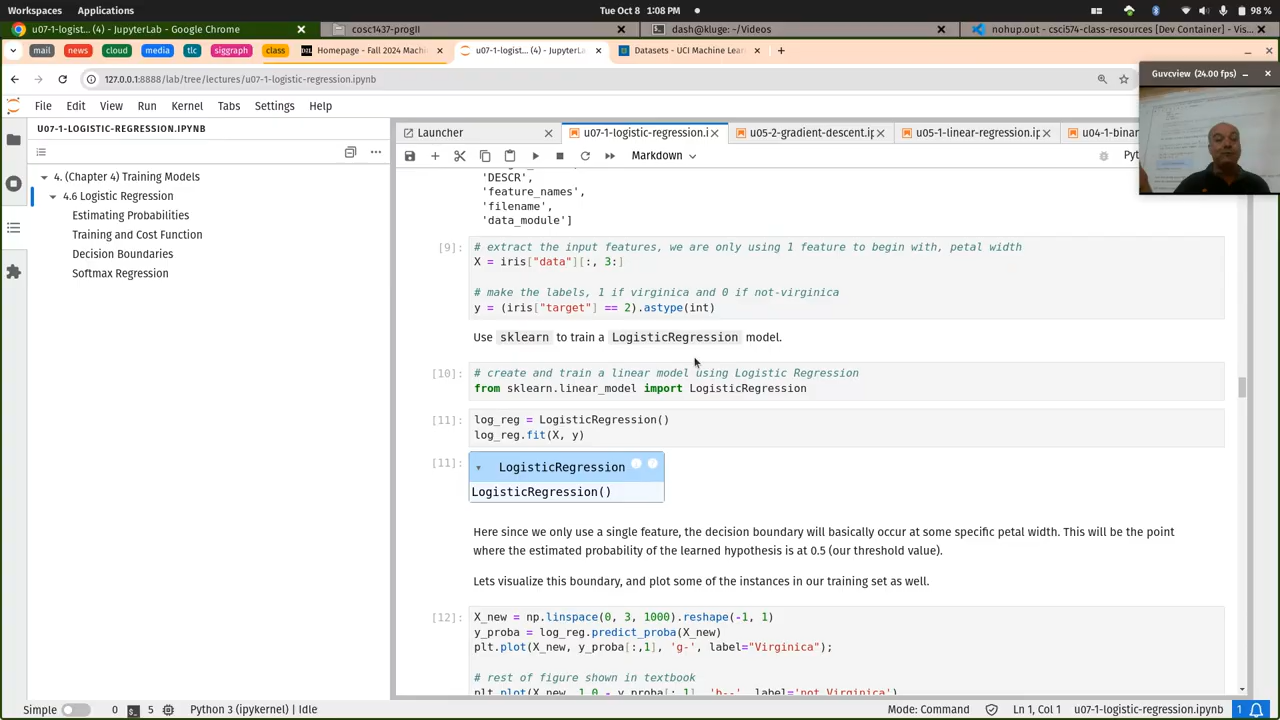 Workspaces Applications Tue Oct 8 1:08 PM 98 %
u07-1-logist... (4) - JupyterLab - Google Chrome cosc1437-progII dash@kluge:~/Videos nohup.out - csci574-class-resources [Dev Container] - Vis...
mail news cloud media tlc siggraph class Homepage - Fall 2024 Machi u07-1-logist... (4) - JupyterL Datasets - UCI Machine Lear
127.0.0.1:8888/lab/tree/lectures/u07-1-logistic-regression.ipynb
Guvcview (24.00 fps)
File Edit View Run Kernel Tabs Settings Help
U07-1-LOGISTIC-REGRESSION.IPYNB
4. (Chapter 4) Training Models
4.6 Logistic Regression
Estimating Probabilities
Training and Cost Function
Decision Boundaries
Softmax Regression
Launcher u07-1-logistic-regression.i u05-2-gradient-descent.ip u05-1-linear-regression.ip u04-1-binar
Markdown Pyt
'DESCR',
'feature_names',
'filename'
'data_module']
[9]: # extract the input features, we are only using 1 feature to begin with, petal width
X = iris["data"][:, 3:]
# make the labels, 1 if virginica and 0 if not-virginica
y = (iris["target"] == 2).astype(int)
Use sklearn to train a LogisticRegression model.
[10]: # create and train a linear model using Logistic Regression
from sklearn.linear_model import LogisticRegression
[11]: log_reg = LogisticRegression()
log_reg.fit(X, y)
[11]: LogisticRegression
LogisticRegression()
Here since we only use a single feature, the decision boundary will basically occur at some specific petal width. This will be the point
where the estimated probability of the learned hypothesis is at 0.5 (our threshold value).
Lets visualize this boundary, and plot some of the instances in our training set as well.
[12]: X_new = np.linspace(0, 3, 1000).reshape(-1, 1)
y_proba = log_reg.predict_proba(X_new)
plt.plot(X_new, y_proba[:,1], 'g-', label="Virginica");
# rest of figure shown in textbook
plt.plot(X_new, 1.0 - y_proba[:, 1], 'b--', label='not Virginica')
Simple 0 5 Python 3 (ipykernel) | Idle Mode: Command Ln 1, Col 1 u07-1-logistic-regression.ipynb 1